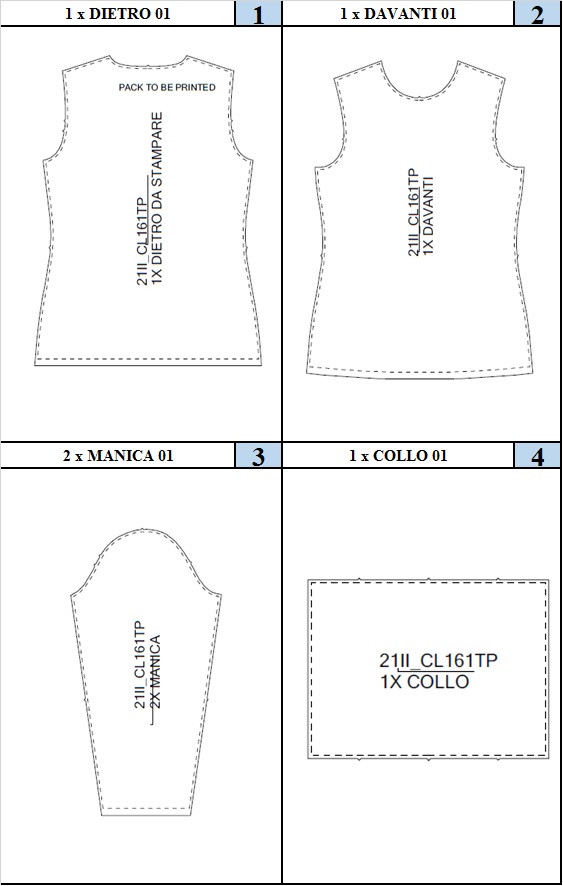 1 x DIETRO 01
1
1 x DAVANTI 01
2
PACK TO BE PRINTED
21II_CL161TP
1X DIETRO DA STAMPARE
21II_CL161TP
1X DAVANTI
2 x MANICA 01
3
1 x COLLO 01
4
21II_CL161TP
2X MANICA
21II_CL161TP
1X COLLO